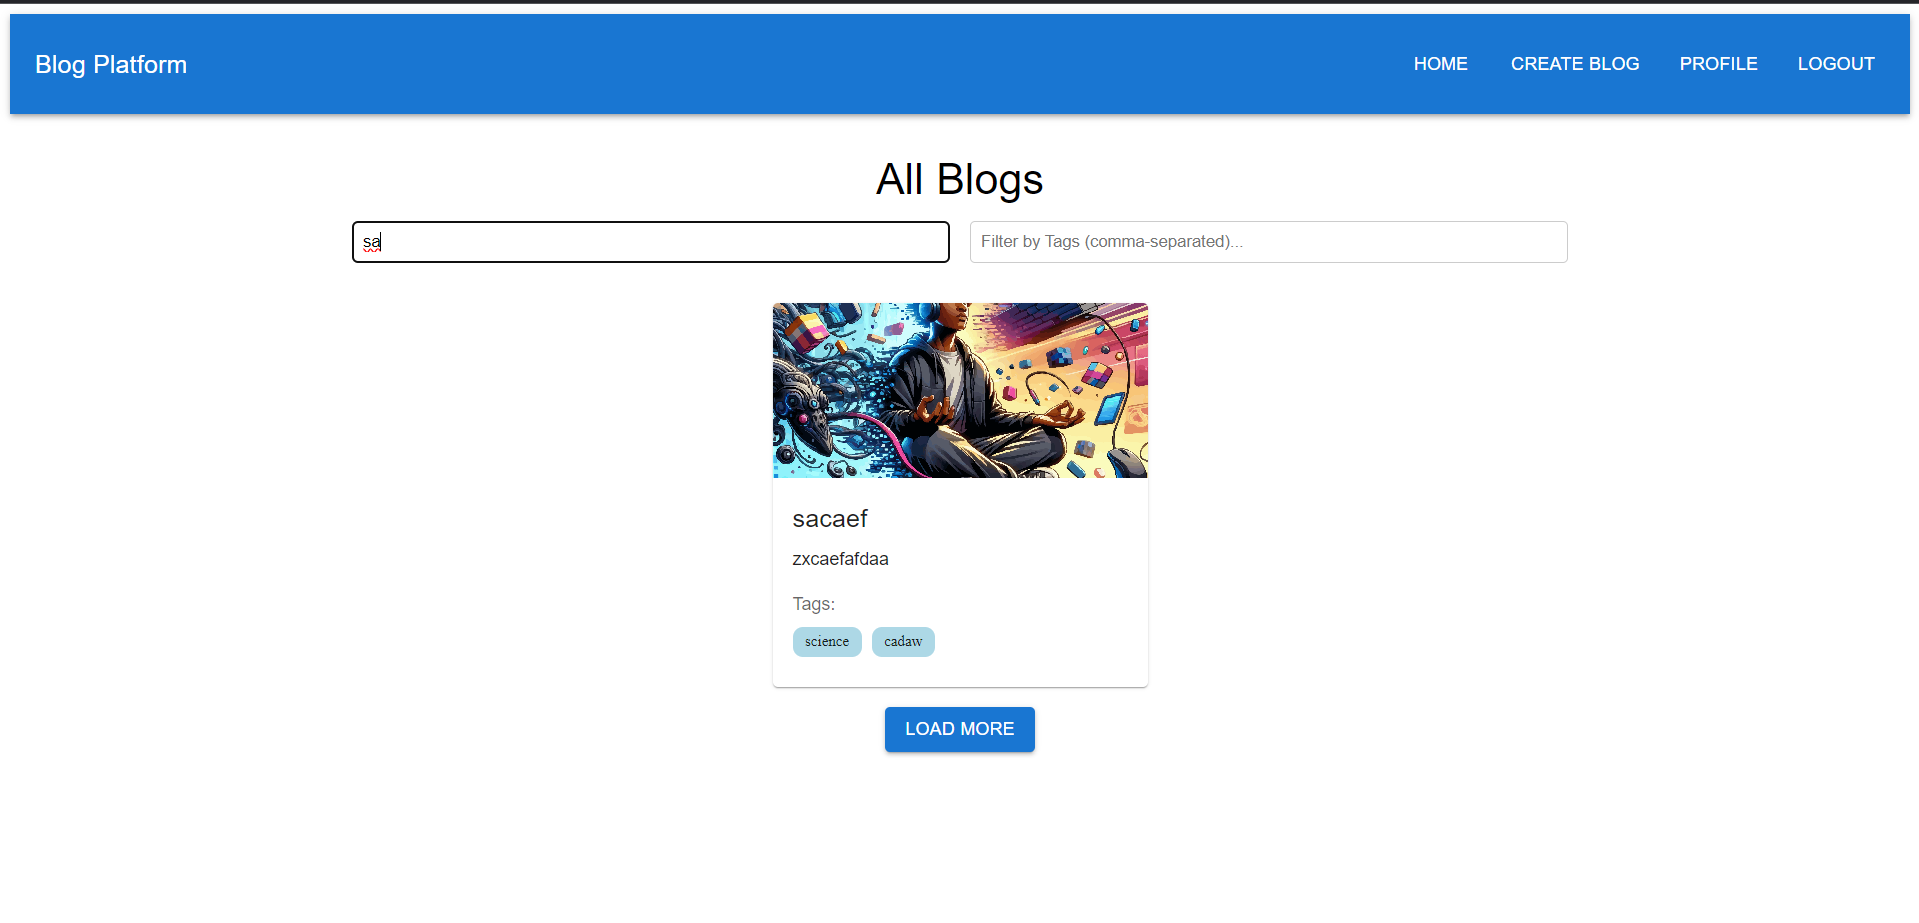 Blog Platform HOME CREATE BLOG PROFILE LOGOUT
All Blogs
sa Filter by Tags (comma-separated)...
sacaef
zxcaefafdaa
Tags:
science cadaw
LOAD MORE